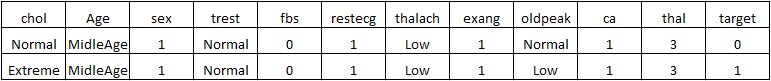 chol Age sex trest fbs restecg thalach exang oldpeak ca thal target
Normal MidleAge 1 Normal 0 1 Low 1 Normal 1 3 0
Extreme MidleAge 1 Normal 0 1 Low 1 Low 1 3 1